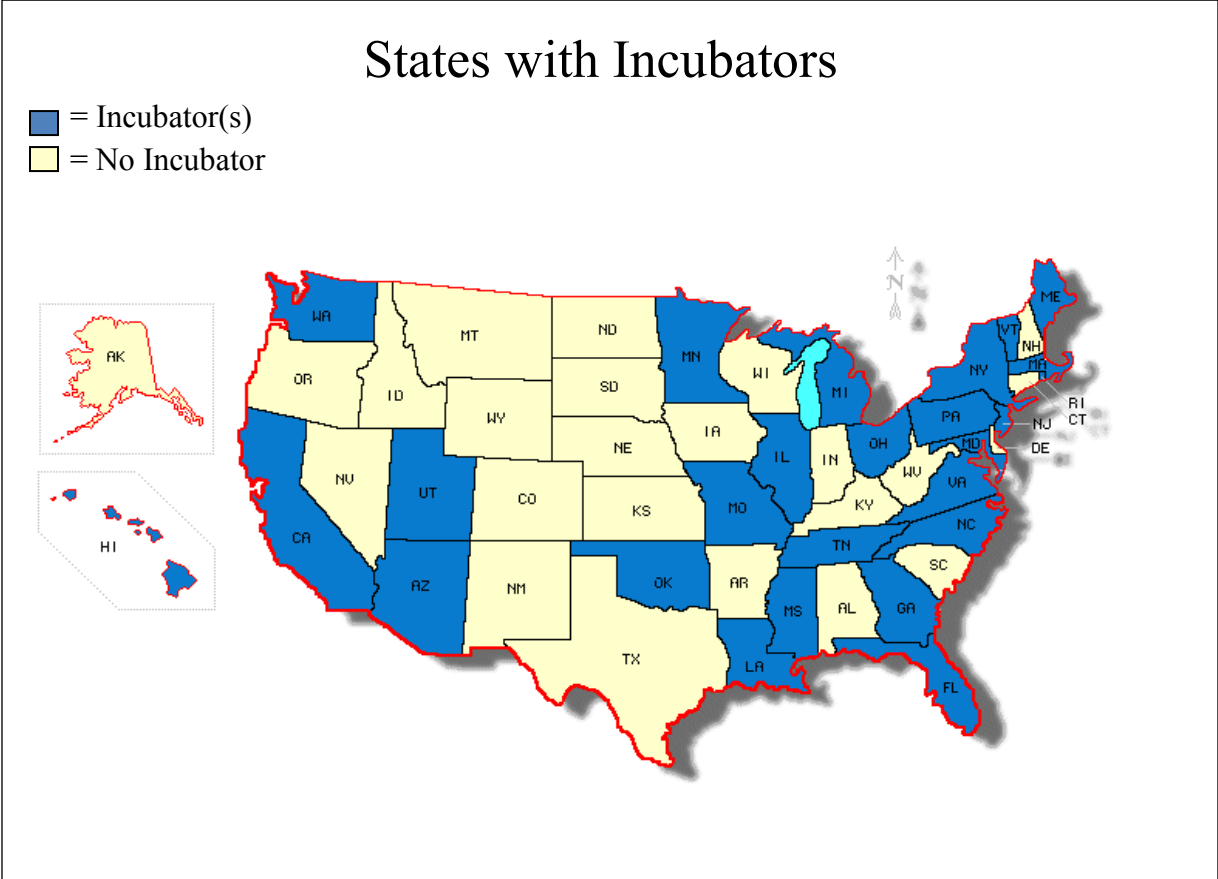 States with Incubators
= Incubator(s)
= No Incubator
N
ME
WA
VT
MT
ND
NH
AK
MN
MA
NY
OR
SD
WI
MI
ID
RI
WY
PA
CT
NJ
IA
OH
MD
NE
DE
IL
IN
WV
NV
UT
CO
VA
KS
MO
KY
NC
CA
HI
TN
SC
AZ
NM
OK
AR
MS
AL
GA
TX
LA
FL